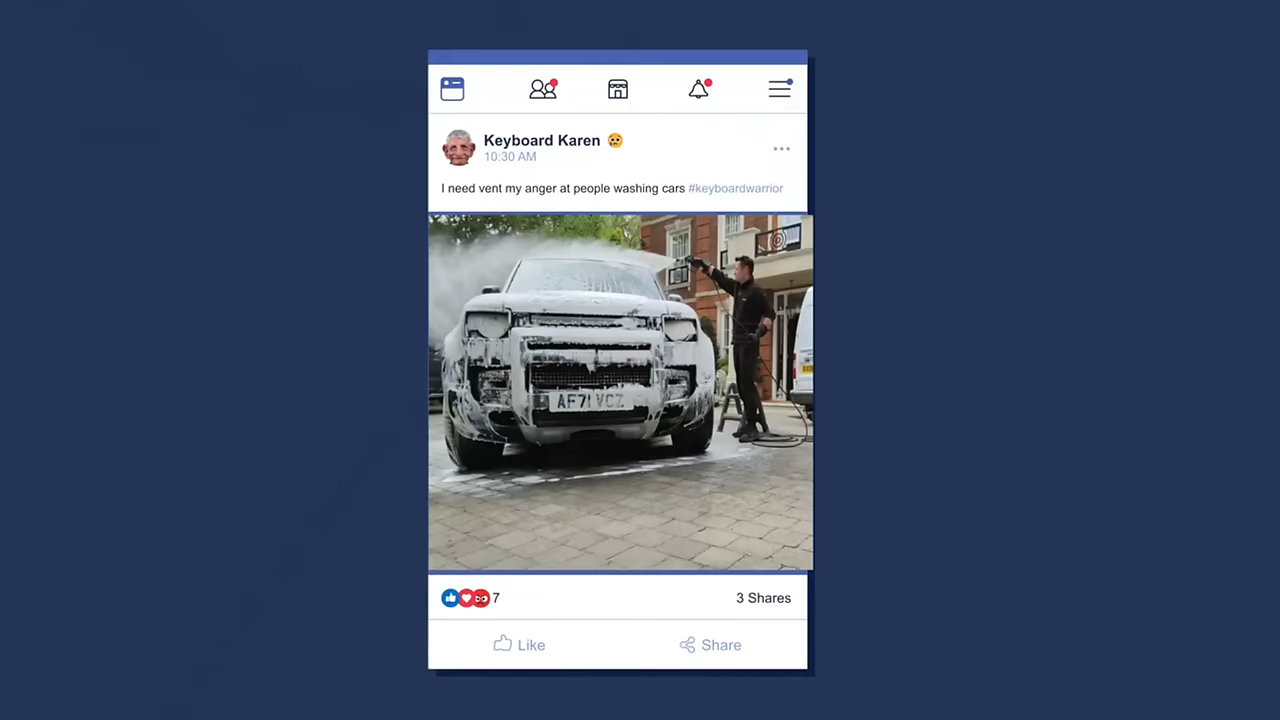 Keyboard Karen
10:30 AM
I need vent my anger at people washing cars #keyboardwarrior
AF71 VCZ
7
3 Shares
Like
Share